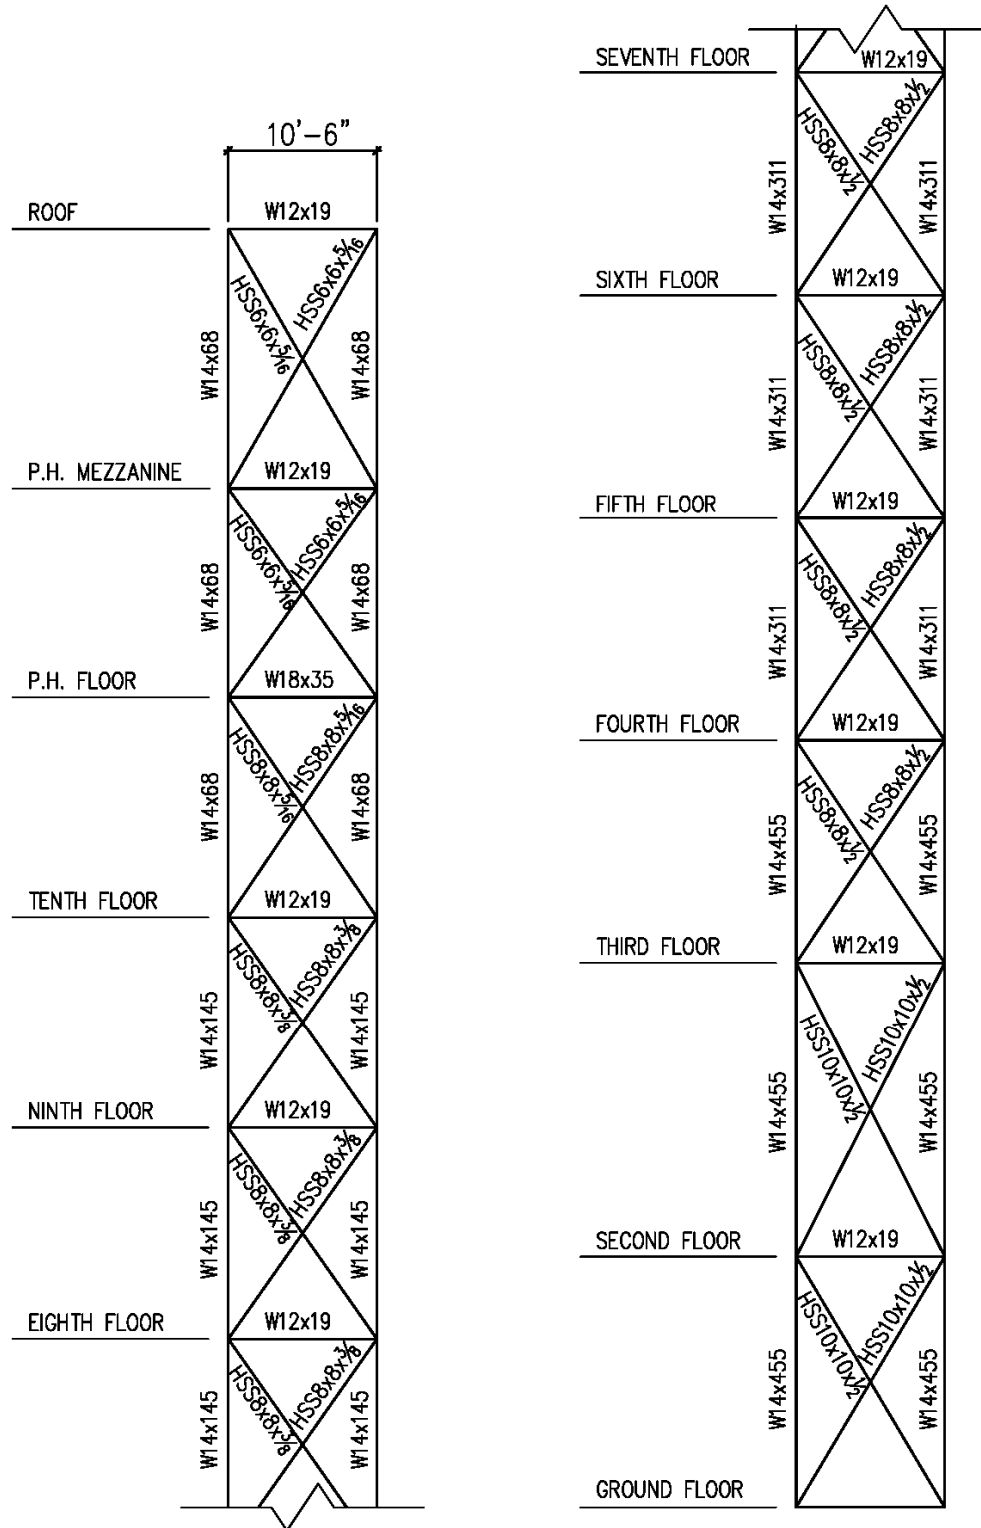 10'-6"
ROOF
W12x19
HSS6x6x5/16
HSS6x6x5/16
W14x68
W14x68
P.H. MEZZANINE
W12x19
HSS6x6x5/16
HSS6x6x5/16
W14x68
W14x68
P.H. FLOOR
W18x35
HSS8x8x5/16
HSS8x8x5/16
W14x68
W14x68
TENTH FLOOR
W12x19
HSS8x8x3/8
HSS8x8x3/8
W14x145
W14x145
NINTH FLOOR
W12x19
HSS8x8x3/8
HSS8x8x3/8
W14x145
W14x145
EIGHTH FLOOR
W12x19
HSS8x8x3/8
HSS8x8x3/8
W14x145
W14x145
SEVENTH FLOOR
W12x19
HSS8x8x1/2
HSS8x8x1/2
W14x311
W14x311
SIXTH FLOOR
W12x19
HSS8x8x1/2
HSS8x8x1/2
W14x311
W14x311
FIFTH FLOOR
W12x19
HSS8x8x1/2
HSS8x8x1/2
W14x311
W14x311
FOURTH FLOOR
W12x19
HSS8x8x1/2
HSS8x8x1/2
W14x455
W14x455
THIRD FLOOR
W12x19
HSS10x10x1/2
HSS10x10x1/2
W14x455
W14x455
SECOND FLOOR
W12x19
HSS10x10x1/2
HSS10x10x1/2
W14x455
W14x455
GROUND FLOOR